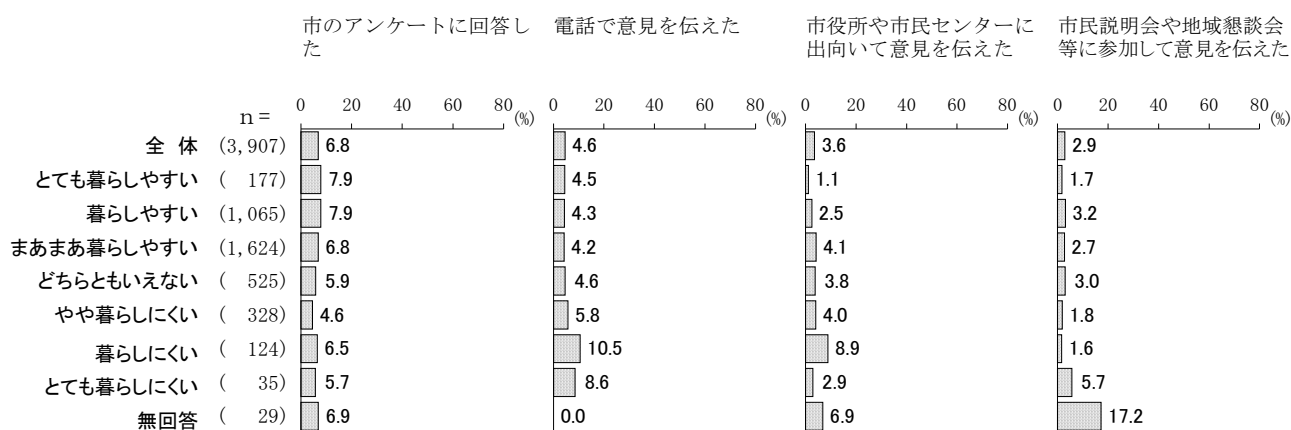 市のアンケートに回答し
た
電話で意見を伝えた
市役所や市民センターに
出向いて意見を伝えた
市民説明会や地域懇談会
等に参加して意見を伝えた
n = 0 20 40 60 80 (%) 0 20 40 60 80 (%) 0 20 40 60 80 (%) 0 20 40 60 80 (%)
全 体 (3,907) 6.8 4.6 3.6 2.9
とても暮らしやすい ( 177) 7.9 4.5 1.1 1.7
暮らしやすい (1,065) 7.9 4.3 2.5 3.2
まあまあ暮らしやすい (1,624) 6.8 4.2 4.1 2.7
どちらともいえない ( 525) 5.9 4.6 3.8 3.0
やや暮らしにくい ( 328) 4.6 5.8 4.0 1.8
暮らしにくい ( 124) 6.5 10.5 8.9 1.6
とても暮らしにくい ( 35) 5.7 8.6 2.9 5.7
無回答 ( 29) 6.9 0.0 6.9 17.2